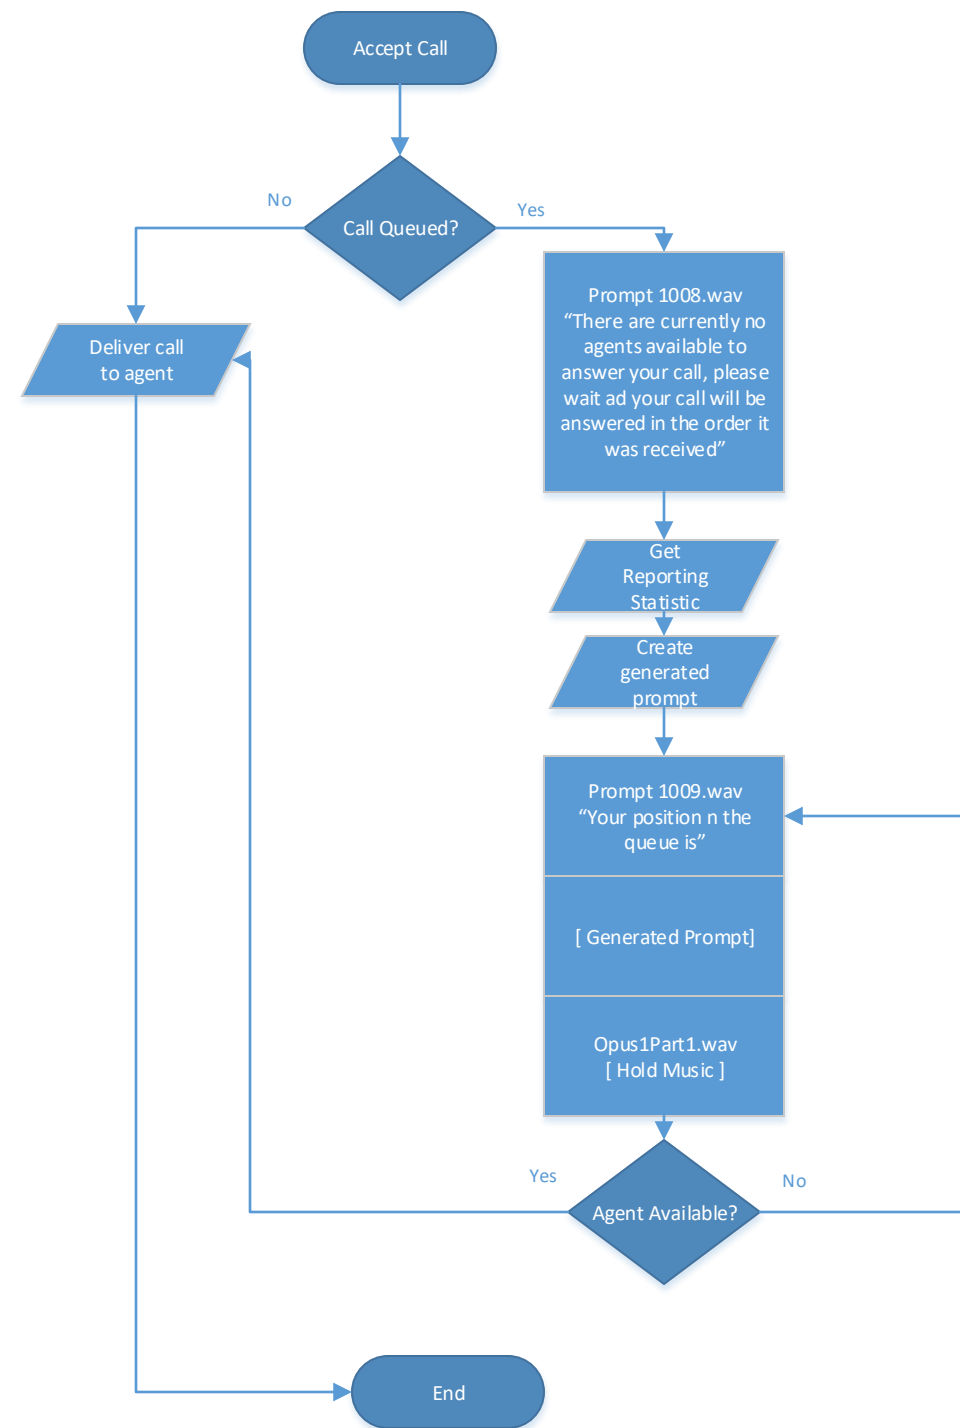 Accept Call
No
Yes
Call Queued?
Prompt 1008.wav
“There are currently no
agents available to
answer your call, please
wait ad your call will be
answered in the order it
was received”
Deliver call
to agent
Get
Reporting
Statistic
Create
generated
prompt
Prompt 1009.wav
“Your position n the
queue is”
[ Generated Prompt]
Opus1Part1.wav
[ Hold Music ]
Yes
No
Agent Available?
End